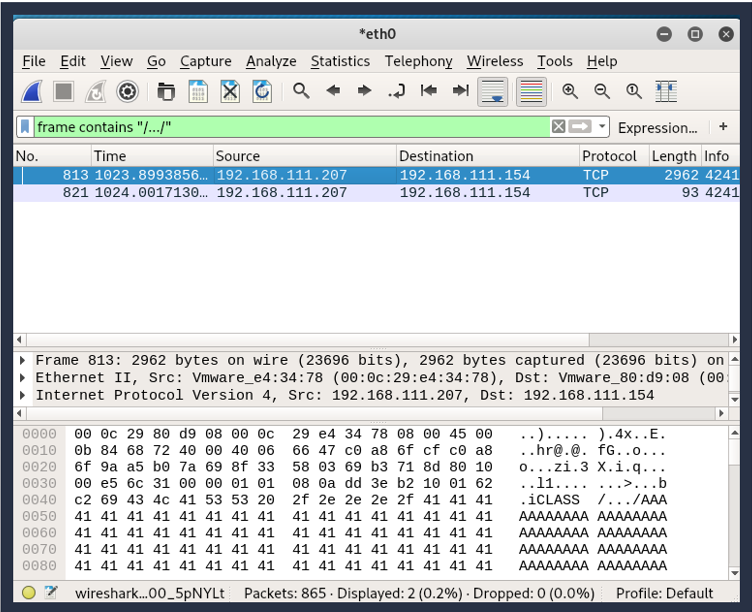 *eth0
File Edit View Go Capture Analyze Statistics Telephony Wireless Tools Help
frame contains "/.../" Expression... +
No. Time Source Destination Protocol Length Info
813 1023.8993856… 192.168.111.207 192.168.111.154 TCP 2962 4241
821 1024.0017130… 192.168.111.207 192.168.111.154 TCP 93 4241
Frame 813: 2962 bytes on wire (23696 bits), 2962 bytes captured (23696 bits) on
Ethernet II, Src: Vmware_e4:34:78 (00:0c:29:e4:34:78), Dst: Vmware_80:d9:08 (00:
Internet Protocol Version 4, Src: 192.168.111.207, Dst: 192.168.111.154
0000 00 0c 29 80 d9 08 00 0c 29 e4 34 78 08 00 45 00 ..)..... ).4x..E.
0010 0b 84 68 72 40 00 40 06 66 47 c0 a8 6f cf c0 a8 ..hr@.@. fG..o...
0020 6f 9a a5 b0 7a 69 8f 33 58 03 69 b3 71 8d 80 10 o...zi.3 X.i.q...
0030 00 e5 6c 31 00 00 01 01 08 0a dd 3e b2 10 01 62 ..l1.... ...>...b
0040 c2 69 43 4c 41 53 53 20 2f 2e 2e 2e 2f 41 41 41 .iCLASS /.../AAA
0050 41 41 41 41 41 41 41 41 41 41 41 41 41 41 41 41 AAAAAAAA AAAAAAAA
0060 41 41 41 41 41 41 41 41 41 41 41 41 41 41 41 41 AAAAAAAA AAAAAAAA
0070 41 41 41 41 41 41 41 41 41 41 41 41 41 41 41 41 AAAAAAAA AAAAAAAA
0080 41 41 41 41 41 41 41 41 41 41 41 41 41 41 41 41 AAAAAAAA AAAAAAAA
wireshark…00_5pNYLt Packets: 865 · Displayed: 2 (0.2%) · Dropped: 0 (0.0%) Profile: Default